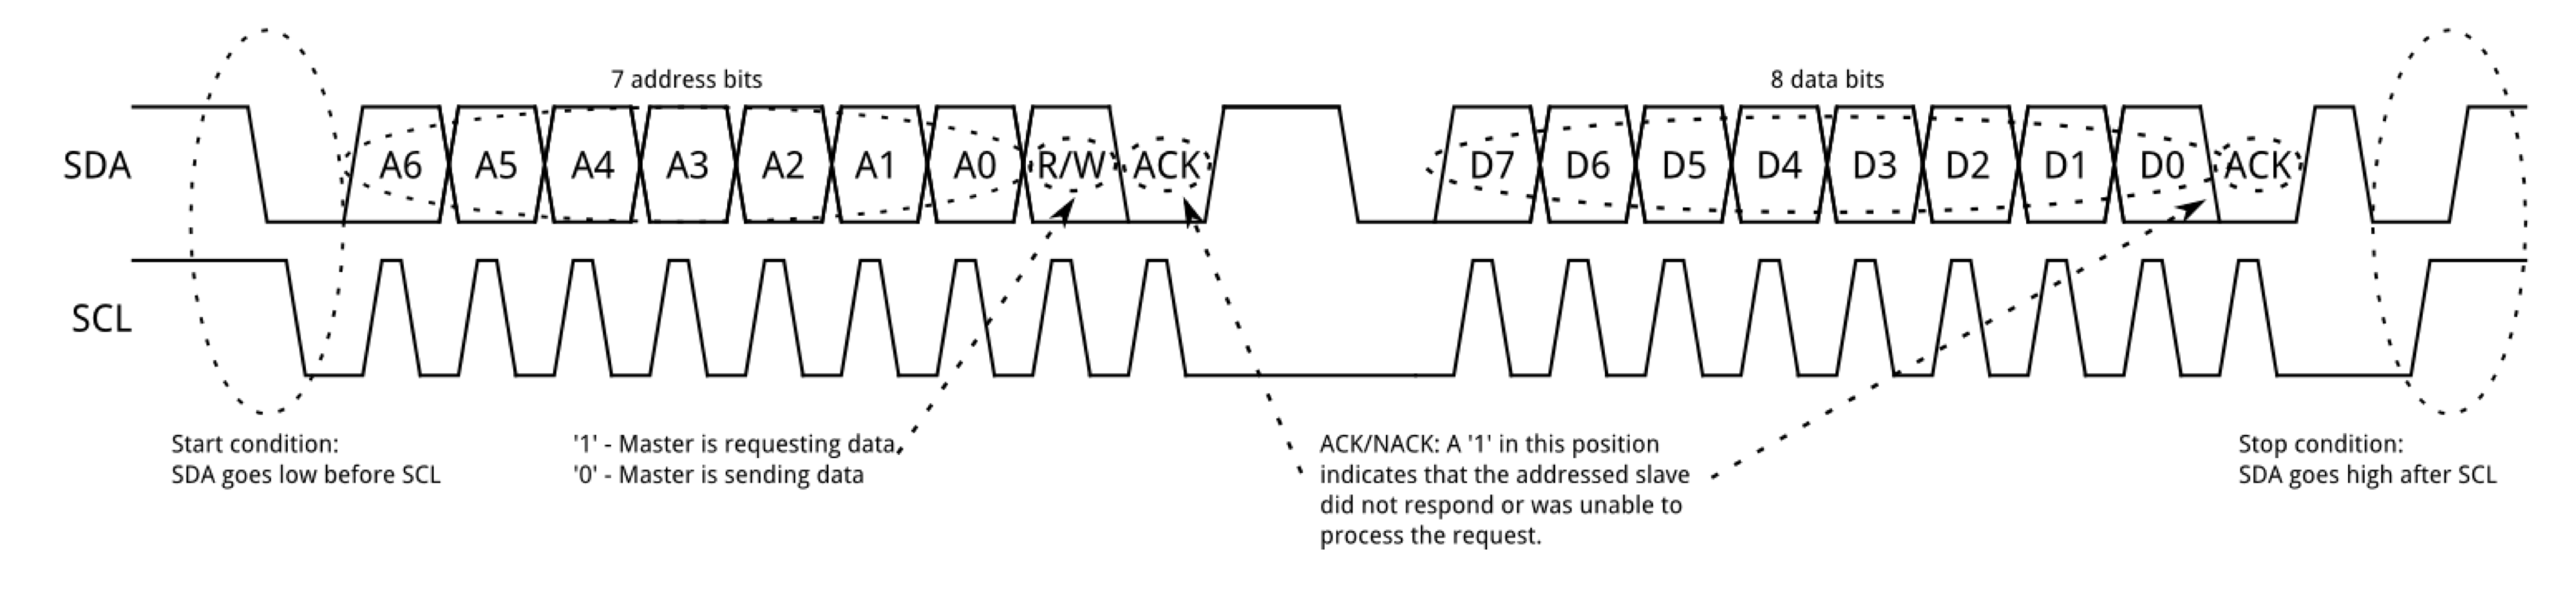 7 address bits
8 data bits
SDA
A6 A5 A4 A3 A2 A1 A0 R/W ACK
D7 D6 D5 D4 D3 D2 D1 D0 ACK
SCL
Start condition:
SDA goes low before SCL
'1' - Master is requesting data
'0' - Master is sending data
ACK/NACK: A '1' in this position
indicates that the addressed slave
did not respond or was unable to
process the request.
Stop condition:
SDA goes high after SCL